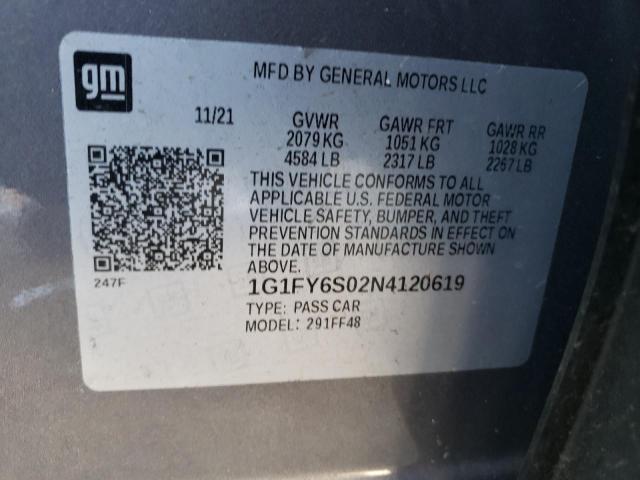 gm
MFD BY GENERAL MOTORS LLC
11/21 GVWR GAWR FRT GAWR RR
2079 KG 1051 KG 1028 KG
4584 LB 2317 LB 2267 LB
THIS VEHICLE CONFORMS TO ALL
APPLICABLE U.S. FEDERAL MOTOR
VEHICLE SAFETY, BUMPER, AND THEFT
PREVENTION STANDARDS IN EFFECT ON
THE DATE OF MANUFACTURE SHOWN
ABOVE.
247F
1G1FY6S02N4120619
TYPE: PASS CAR
MODEL: 291FF48